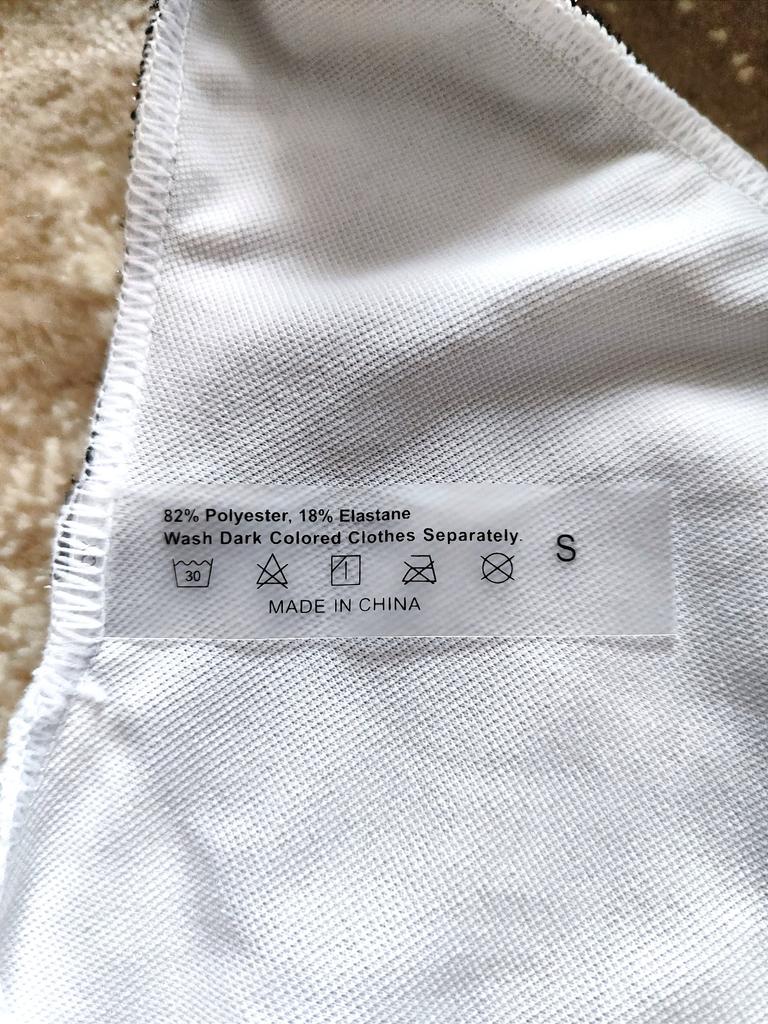 82% Polyester, 18% Elastane
Wash Dark Colored Clothes Separately.
S
30
MADE IN CHINA